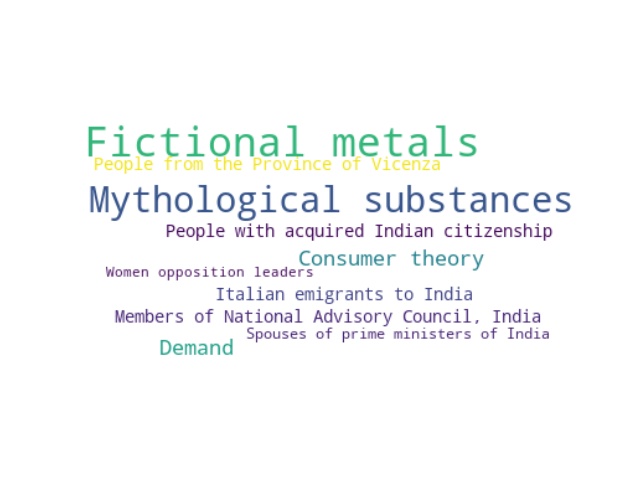 Fictional metals
People from the Province of Vicenza
Mythological substances
People with acquired Indian citizenship
Consumer theory
Women opposition leaders
Italian emigrants to India
Members of National Advisory Council, India
Spouses of prime ministers of India
Demand